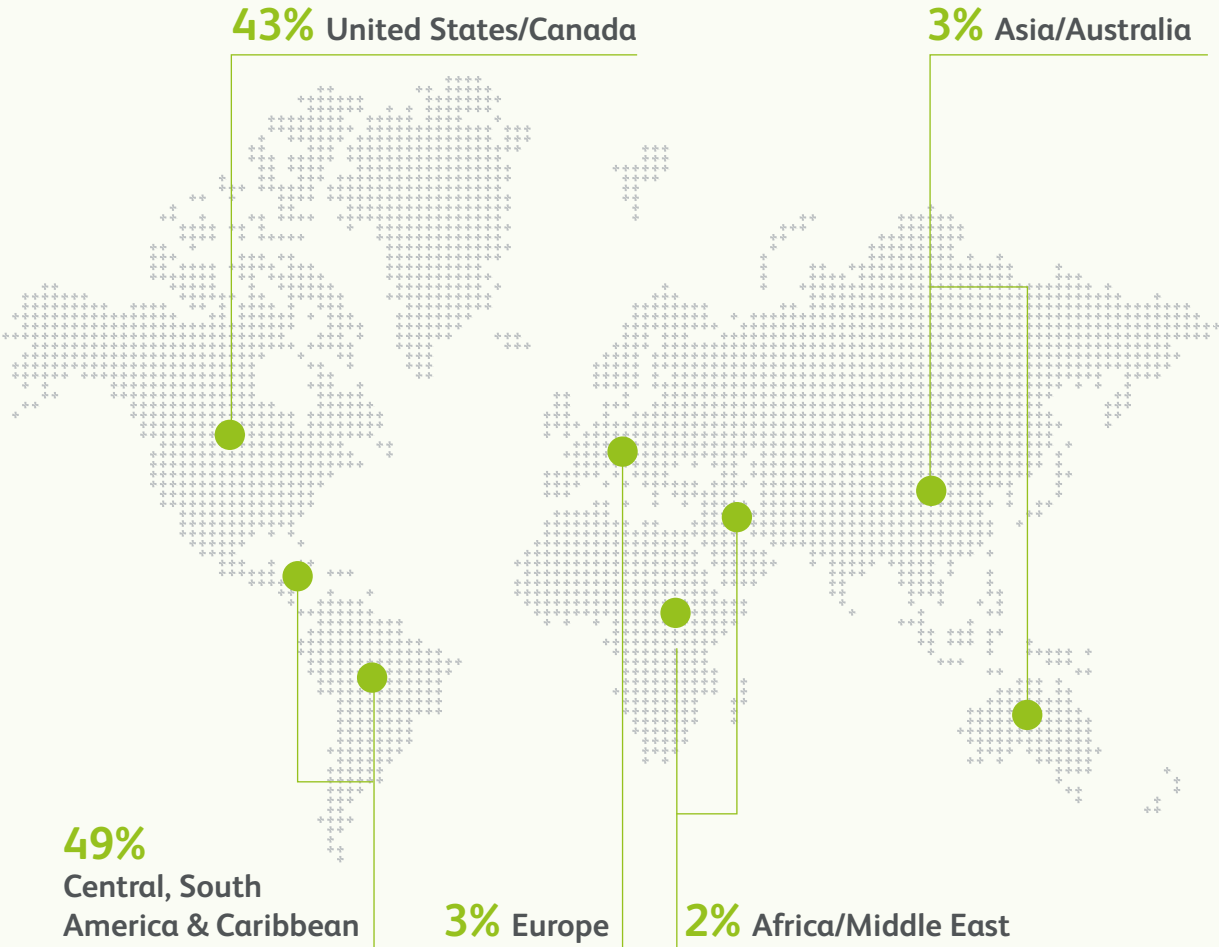 43% United States/Canada
3% Asia/Australia
49%
Central, South
America & Caribbean
3% Europe
2% Africa/Middle East